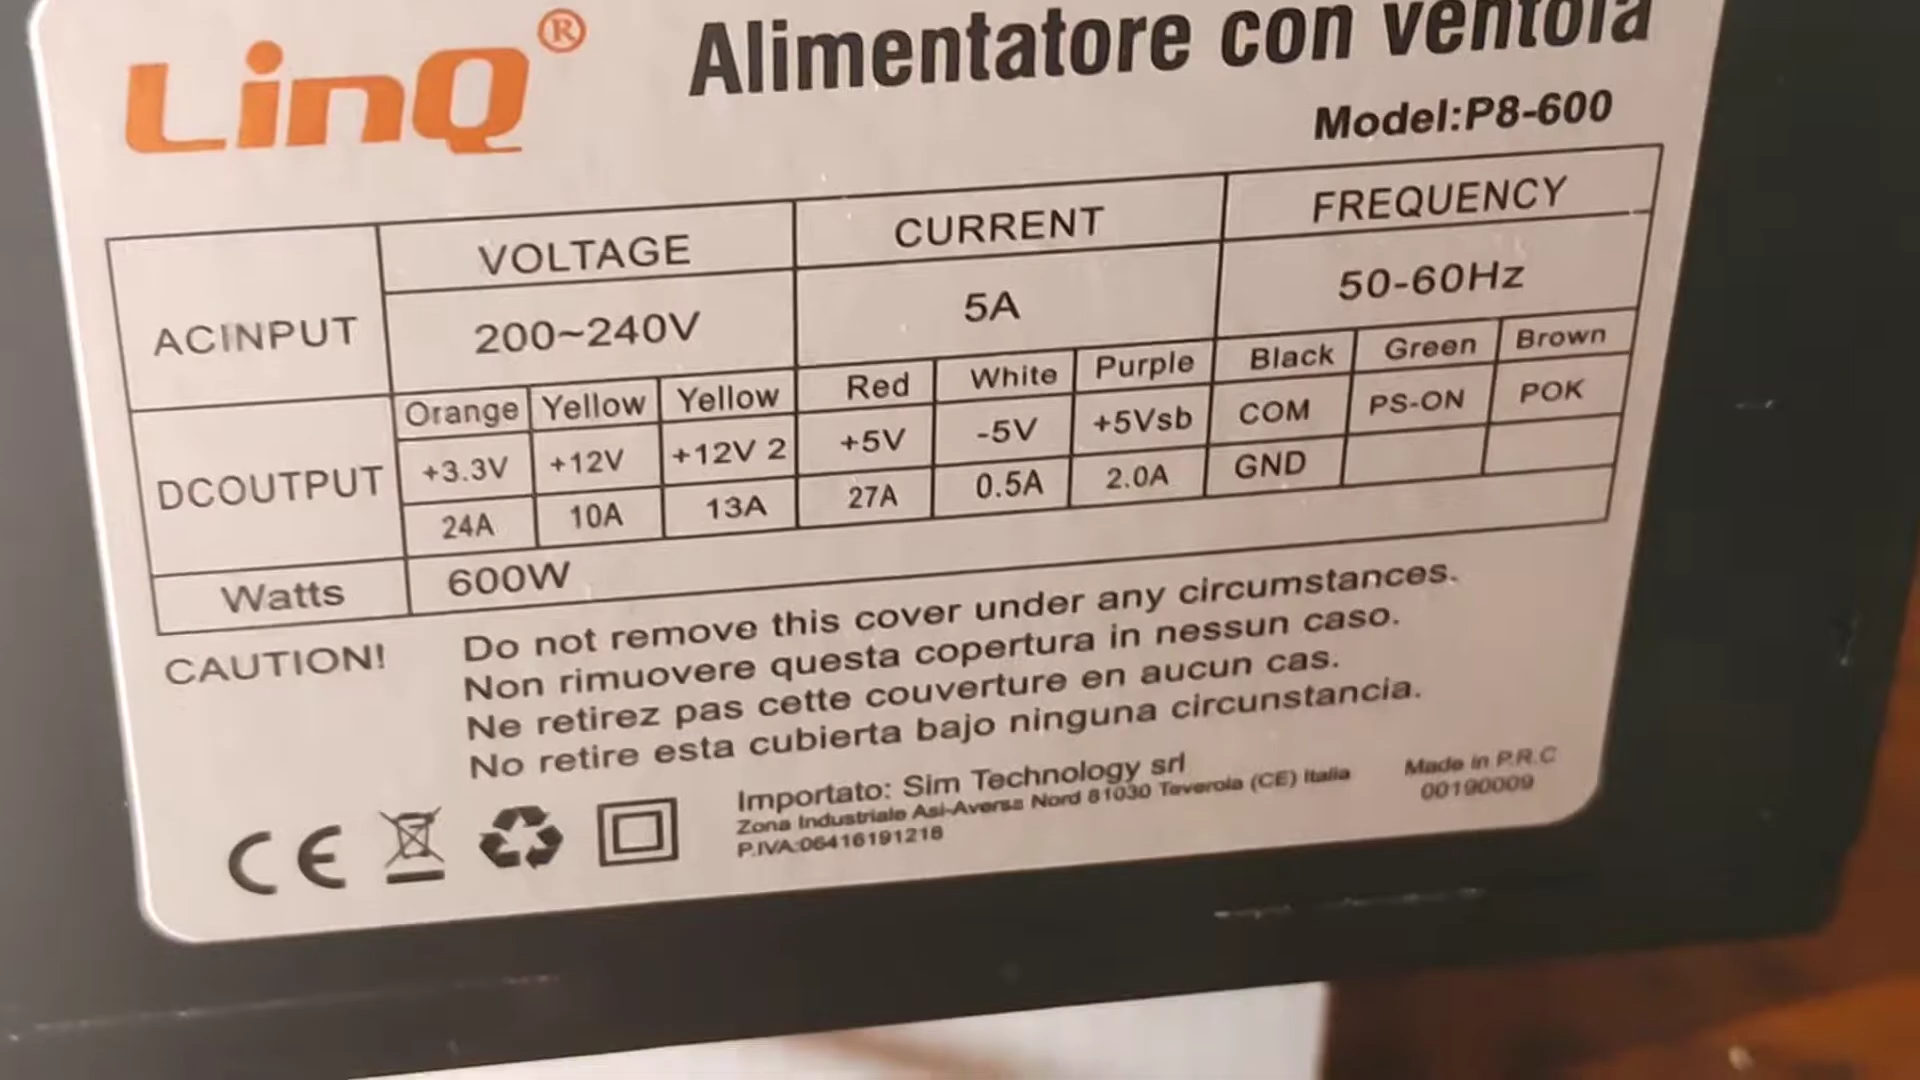 LinQ® Alimentatore con ventola
Model:P8-600
VOLTAGE CURRENT FREQUENCY
ACINPUT 200~240V 5A 50-60Hz
Orange Yellow Yellow Red White Purple Black Green Brown
DCOUTPUT +3.3V +12V +12V 2 +5V -5V +5Vsb COM PS-ON POK
24A 10A 13A 27A 0.5A 2.0A GND
Watts 600W
CAUTION! Do not remove this cover under any circumstances.
Non rimuovere questa copertura in nessun caso.
Ne retirez pas cette couverture en aucun cas.
No retire esta cubierta bajo ninguna circunstancia.
CE
Importato: Sim Technology srl
Zona Industriale Asi-Aversa Nord 81030 Teverola (CE) Italia
P.IVA:06416191218
Made in P.R.C
00190009